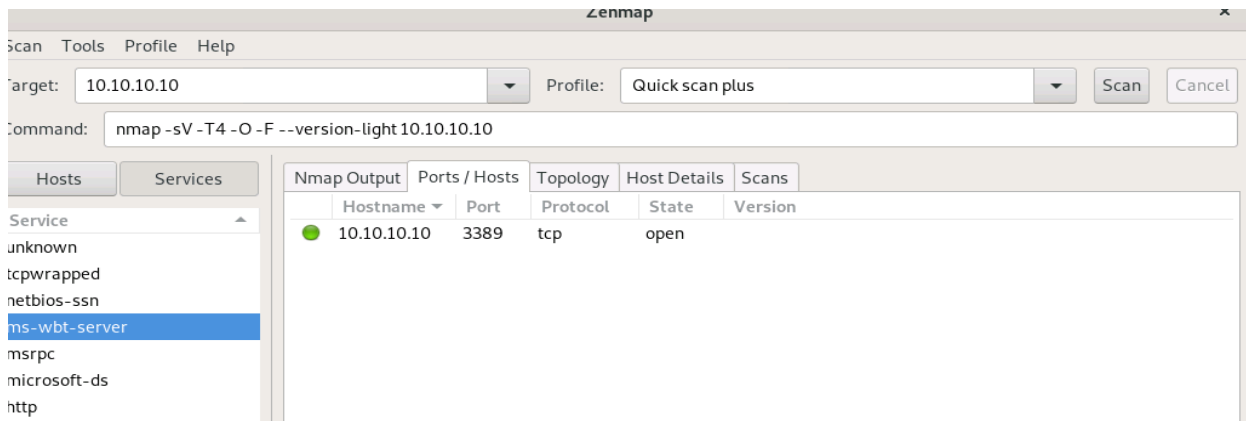 Zenmap
Scan Tools Profile Help
Target: 10.10.10.10 Profile: Quick scan plus Scan Cancel
Command: nmap -sV -T4 -O -F --version-light 10.10.10.10
Hosts Services
Nmap Output Ports / Hosts Topology Host Details Scans
Service
unknown
tcpwrapped
netbios-ssn
ms-wbt-server
msrpc
microsoft-ds
http
Hostname Port Protocol State Version
10.10.10.10 3389 tcp open